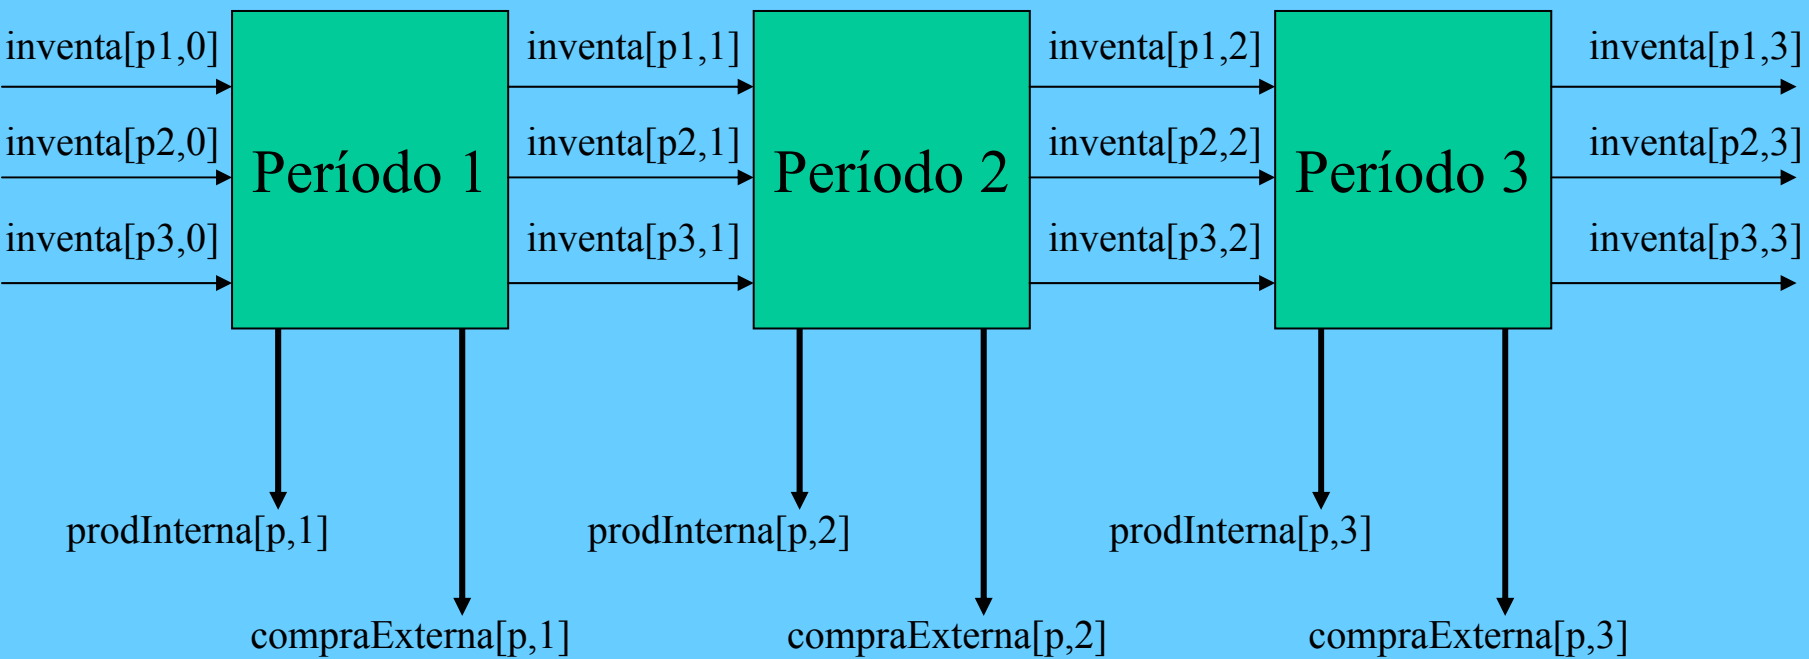 inventa[p1,0]
inventa[p1,1]
inventa[p1,2]
inventa[p1,3]
inventa[p2,0]
inventa[p2,1]
inventa[p2,2]
inventa[p2,3]
Período 1
Período 2
Período 3
inventa[p3,0]
inventa[p3,1]
inventa[p3,2]
inventa[p3,3]
prodInterna[p,1]
prodInterna[p,2]
prodInterna[p,3]
compraExterna[p,1]
compraExterna[p,2]
compraExterna[p,3]